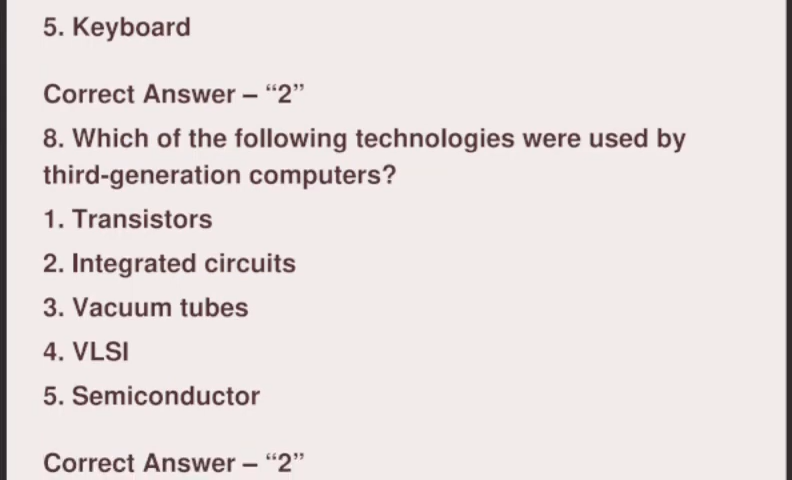 5. Keyboard
Correct Answer – “2”
8. Which of the following technologies were used by
third-generation computers?
1. Transistors
2. Integrated circuits
3. Vacuum tubes
4. VLSI
5. Semiconductor
Correct Answer – “2”